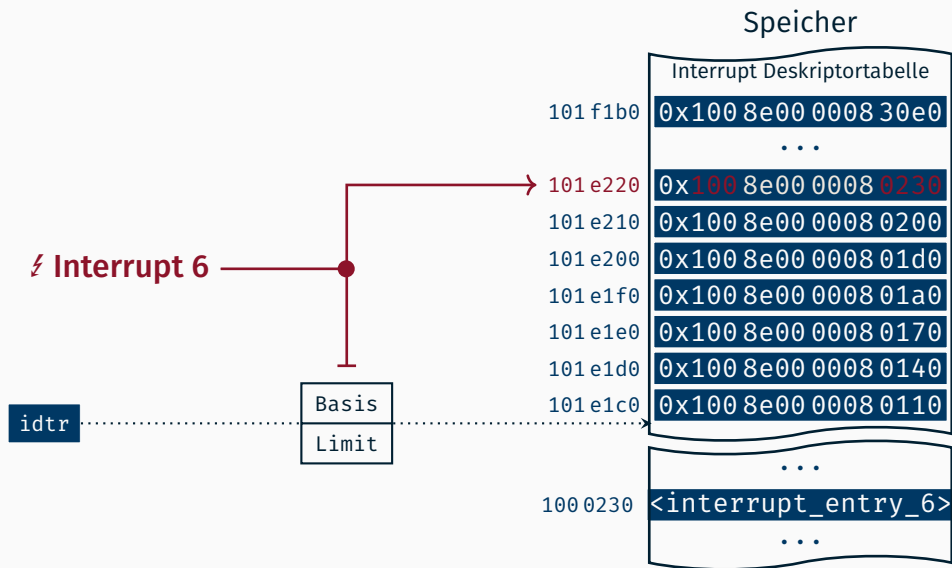 Speicher
Interrupt Deskriptortabelle
101 f1b0 0x100 8e00 0008 30e0
...
101 e220 0x100 8e00 0008 0230
101 e210 0x100 8e00 0008 0200
⚡ Interrupt 6
101 e200 0x100 8e00 0008 01d0
101 e1f0 0x100 8e00 0008 01a0
101 e1e0 0x100 8e00 0008 0170
101 e1d0 0x100 8e00 0008 0140
101 e1c0 0x100 8e00 0008 0110
idtr
Basis
Limit
...
100 0230 <interrupt_entry_6>
...